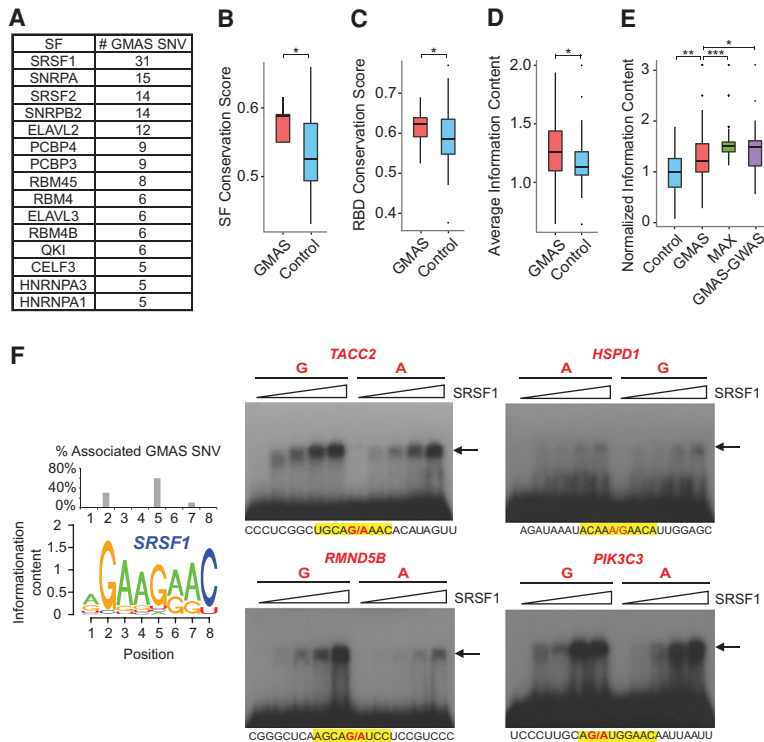 A
SF # GMAS SNV
SRSF1 31
SNRPA 15
SRSF2 14
SNRPB2 14
ELAVL2 12
PCBP4 9
PCBP3 9
RBM45 8
RBM4 6
ELAVL3 6
RBM4B 6
QKI 6
CELF3 5
HNRNPA3 5
HNRNPA1 5
B
SF Conservation Score
0.6
0.5
*
GMAS
Control
C
RBD Conservation Score
0.8
0.7
0.6
0.5
0.4
*
GMAS
Control
D
Average Information Content
2.0
1.6
1.2
*
GMAS
Control
E
Normalized Information Content
3
2
1
0
**
***
*
Control
GMAS
MAX
GMAS-GWAS
F
% Associated GMAS SNV
80%
40%
0%
1 2 3 4 5 6 7 8
Informationation content
2
1.5
1
0.5
0
SRSF1
AGAAGAAC
1 2 3 4 5 6 7 8
Position
TACC2
G A
SRSF1
CCCUCGGCUGCAG/AAACACAUAGUU
HSPD1
A G
SRSF1
AGAUAAAUACAAA/GAACAUUGGAGC
RMND5B
G A
SRSF1
CGGGCUCAAGCAG/AUCCUCCGUCCC
PIK3C3
G A
SRSF1
UCCCUUGCAG/AUGGAACAAUUAAUU